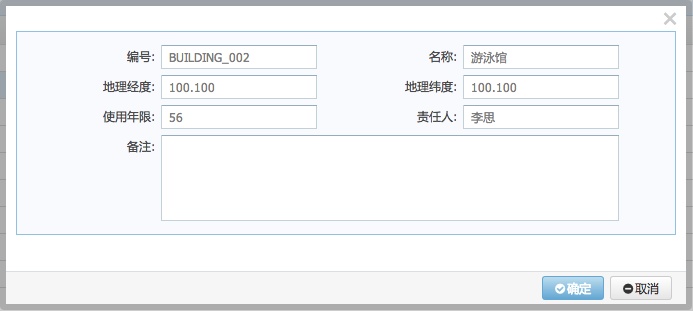 编号: BUILDING_002 名称: 游泳馆
地理经度: 100.100 地理纬度: 100.100
使用年限: 56 责任人: 李思
备注:
确定 取消